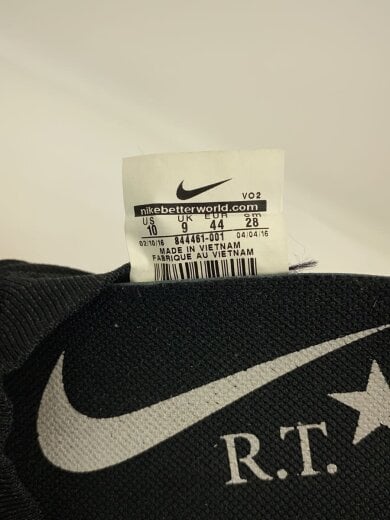 VO2
nikebetterworld.com
US UK EUR cm
10 9 44 28
02/10/16 844461-001 04/04/16
MADE IN VIETNAM
FABRIQUE AU VIETNAM
R.T.